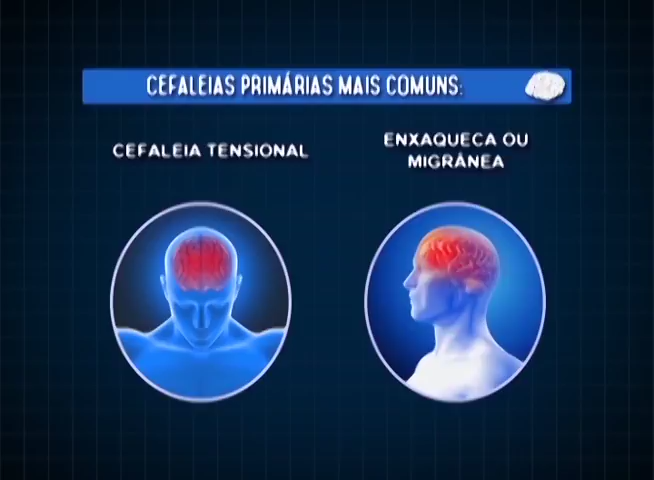 CEFALEIAS PRIMÁRIAS MAIS COMUNS:
CEFALEIA TENSIONAL
ENXAQUECA OU
MIGRÂNEA